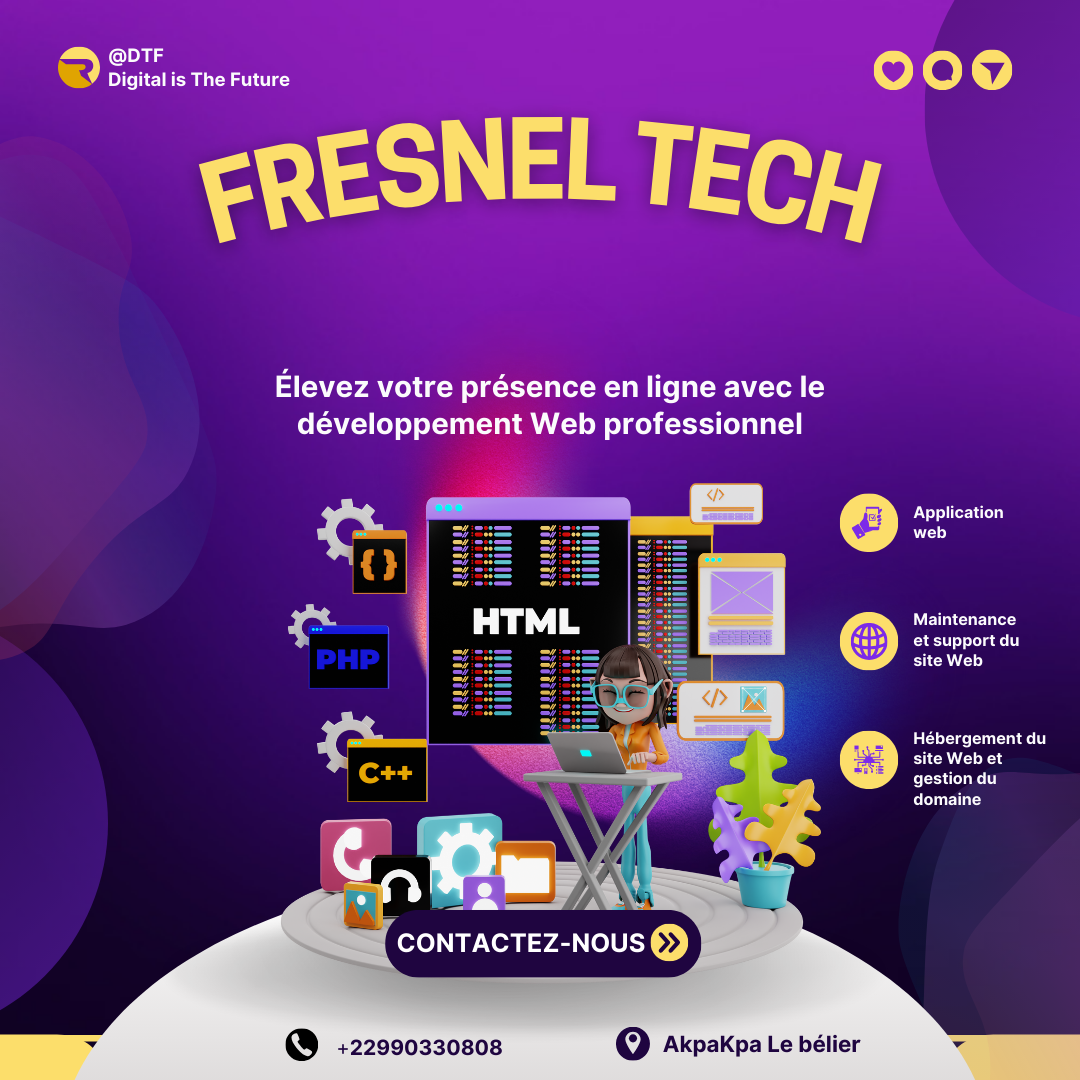 @DTF
Digital is The Future
FRESNEL TECH
Élevez votre présence en ligne avec le
développement Web professionnel
</>
{ }
HTML
PHP
</>
C++
Application
web
Maintenance
et support du
site Web
Hébergement du
site Web et
gestion du
domaine
CONTACTEZ-NOUS
+22990330808
AkpaKpa Le bélier